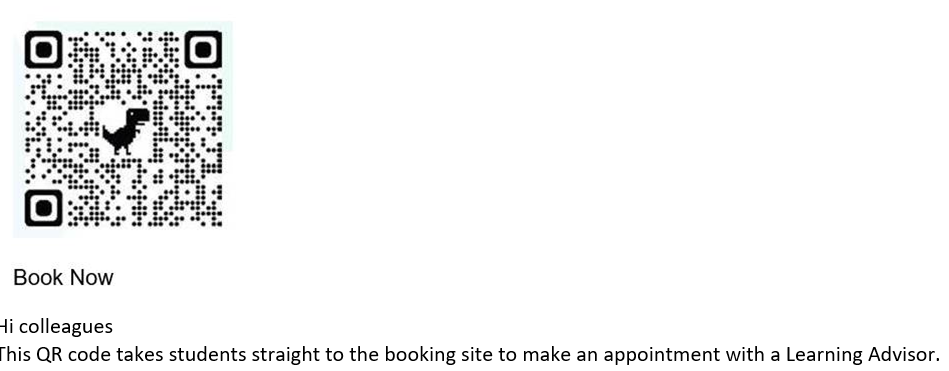 Book Now
Hi colleagues
This QR code takes students straight to the booking site to make an appointment with a Learning Advisor.